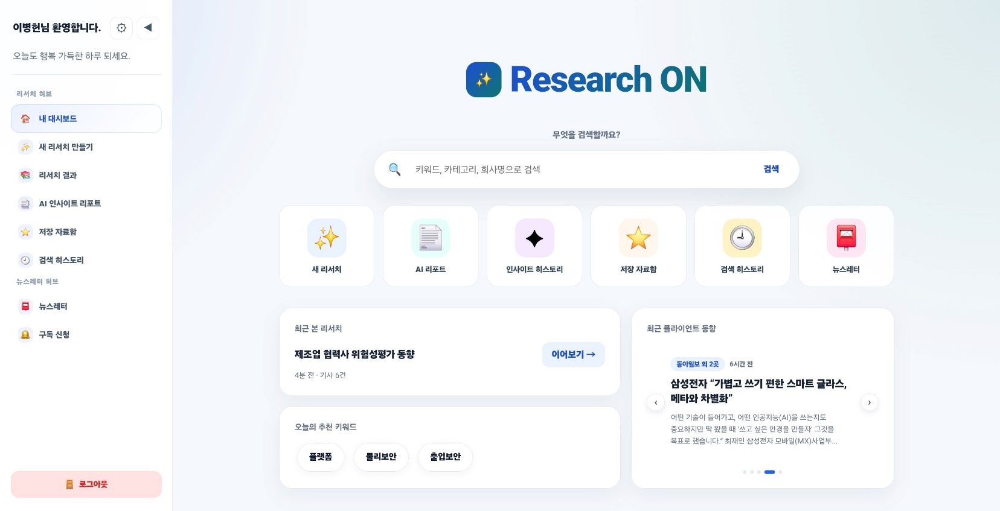 이병헌님 환영합니다.
오늘도 행복 가득한 하루 되세요.
리서치 허브
내 대시보드
새 리서치 만들기
리서치 결과
AI 인사이트 리포트
저장 자료함
검색 히스토리
뉴스레터 허브
뉴스레터
구독 신청
로그아웃
Research ON
무엇을 검색할까요?
키워드, 카테고리, 회사명으로 검색
검색
새 리서치
AI 리포트
인사이트 히스토리
저장 자료함
검색 히스토리
뉴스레터
최근 본 리서치
제조업 협력사 위험성평가 동향
이어보기 →
4분 전 · 기사 6건
오늘의 추천 키워드
플랫폼
물리보안
출입보안
최근 클라이언트 동향
동아일보 외 2곳
6시간 전
삼성전자 “가볍고 쓰기 편한 스마트 글라스,
메타와 차별화”
어떤 기술이 들어가고, 어떤 인공지능(AI)을 쓰는지도
중요하지만 딱 봤을 때 '쓰고 싶은 안경을 만들자' 그것을
목표로 했습니다.” 최재인 삼성전자 모바일(MX)사업부...